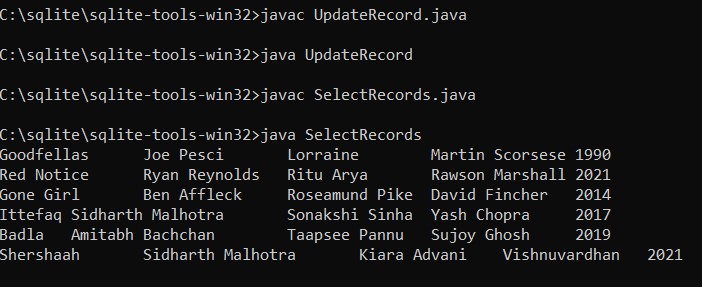 C:\sqlite\sqlite-tools-win32>javac UpdateRecord.java
C:\sqlite\sqlite-tools-win32>java UpdateRecord
C:\sqlite\sqlite-tools-win32>javac SelectRecords.java
C:\sqlite\sqlite-tools-win32>java SelectRecords
Goodfellas      Joe Pesci       Lorraine        Martin Scorsese 1990
Red Notice      Ryan Reynolds   Ritu Arya       Rawson Marshall 2021
Gone Girl       Ben Affleck     Roseamund Pike  David Fincher   2014
Ittefaq Sidharth Malhotra       Sonakshi Sinha  Yash Chopra     2017
Badla   Amitabh Bachchan        Taapsee Pannu   Sujoy Ghosh     2019
Shershaah       Sidharth Malhotra       Kiara Advani    Vishnuvardhan   2021